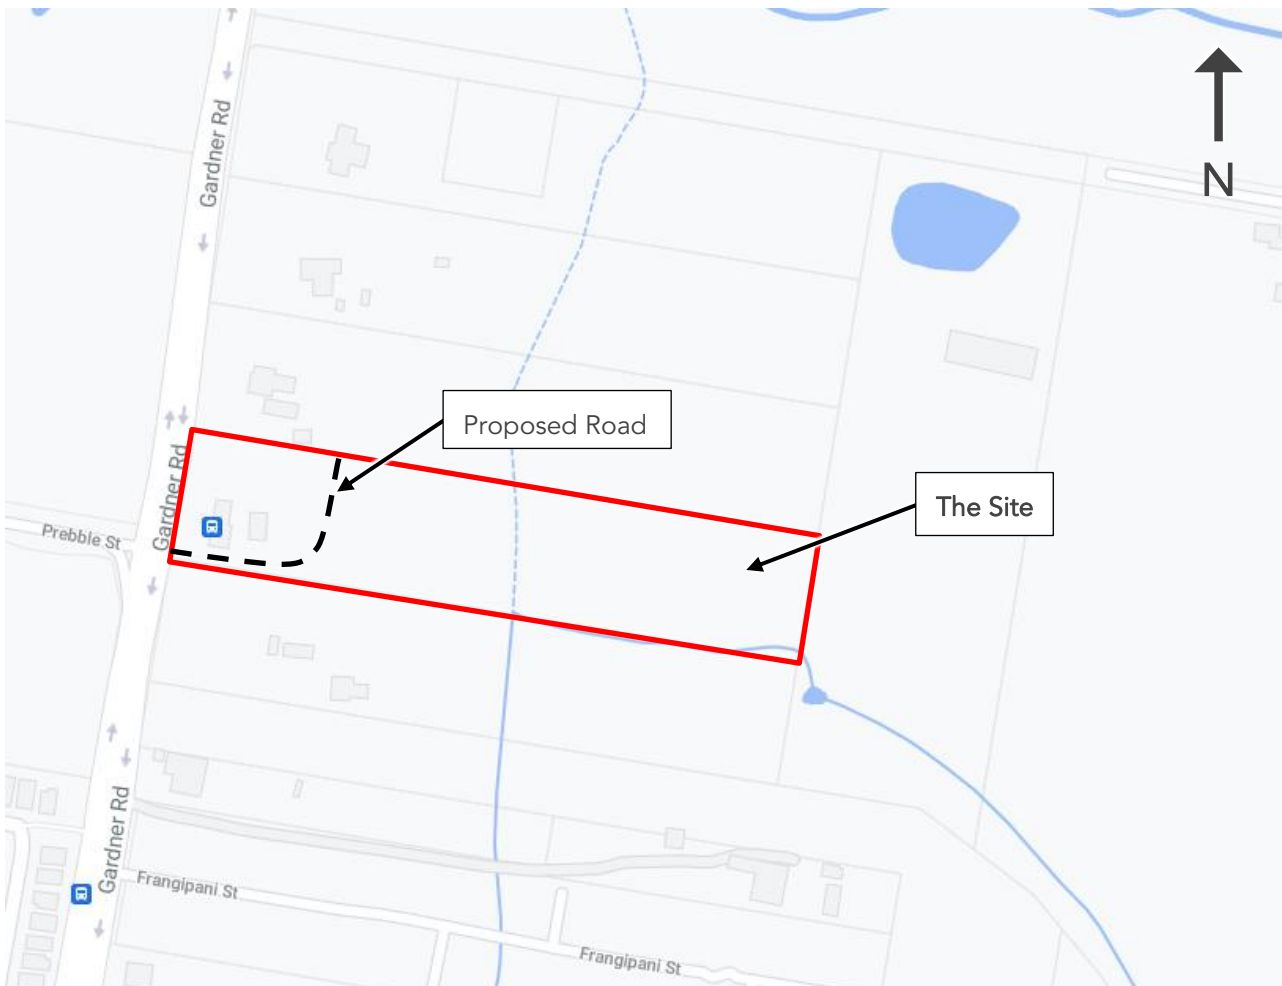 Gardner Rd
N
Proposed Road
Gardner Rd
The Site
Prebble St
Gardner Rd
Frangipani St
Frangipani St